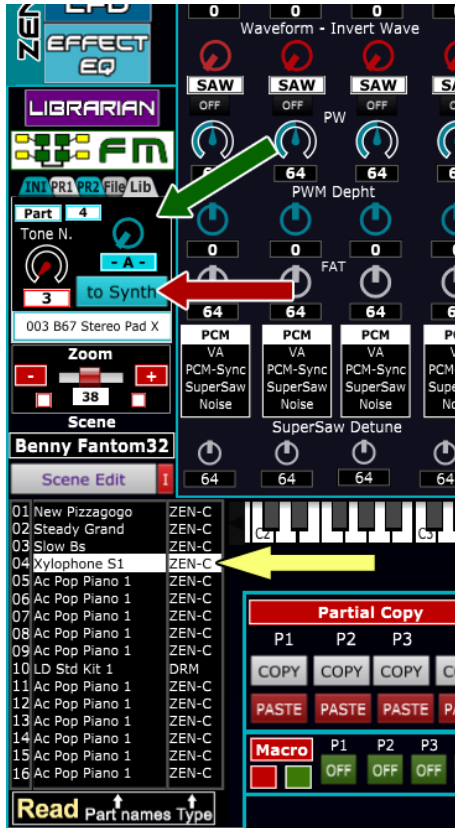 ZEN
EFFECT
EQ
LIBRARIAN
FM
INI PR1 PR2 File Lib
Part 4
Tone N.
- A -
3
to Synth
003 B67 Stereo Pad X
Zoom
- +
38
Scene
Benny Fantom32
Scene Edit I
01 New Pizzagogo ZEN-C
02 Steady Grand ZEN-C
03 Slow Bs ZEN-C
04 Xylophone S1 ZEN-C
05 Ac Pop Piano 1 ZEN-C
06 Ac Pop Piano 1 ZEN-C
07 Ac Pop Piano 1 ZEN-C
08 Ac Pop Piano 1 ZEN-C
09 Ac Pop Piano 1 ZEN-C
10 LD Std Kit 1 DRM
11 Ac Pop Piano 1 ZEN-C
12 Ac Pop Piano 1 ZEN-C
13 Ac Pop Piano 1 ZEN-C
14 Ac Pop Piano 1 ZEN-C
15 Ac Pop Piano 1 ZEN-C
16 Ac Pop Piano 1 ZEN-C
Read Part names Type
0 0 0 0
Waveform - Invert Wave
SAW SAW SAW
OFF OFF OFF
PW
64 64
PWM Depht
0 0 0 0
FAT
64 64 64 64
PCM PCM PCM
VA VA VA
PCM-Sync PCM-Sync PCM-Sync
SuperSaw SuperSaw SuperSaw
Noise Noise Noise
SuperSaw Detune
64 64 64 64
C2 C3
Partial Copy
P1 P2 P3
COPY COPY COPY
PASTE PASTE PASTE
Macro P1 P2 P3
OFF OFF OFF